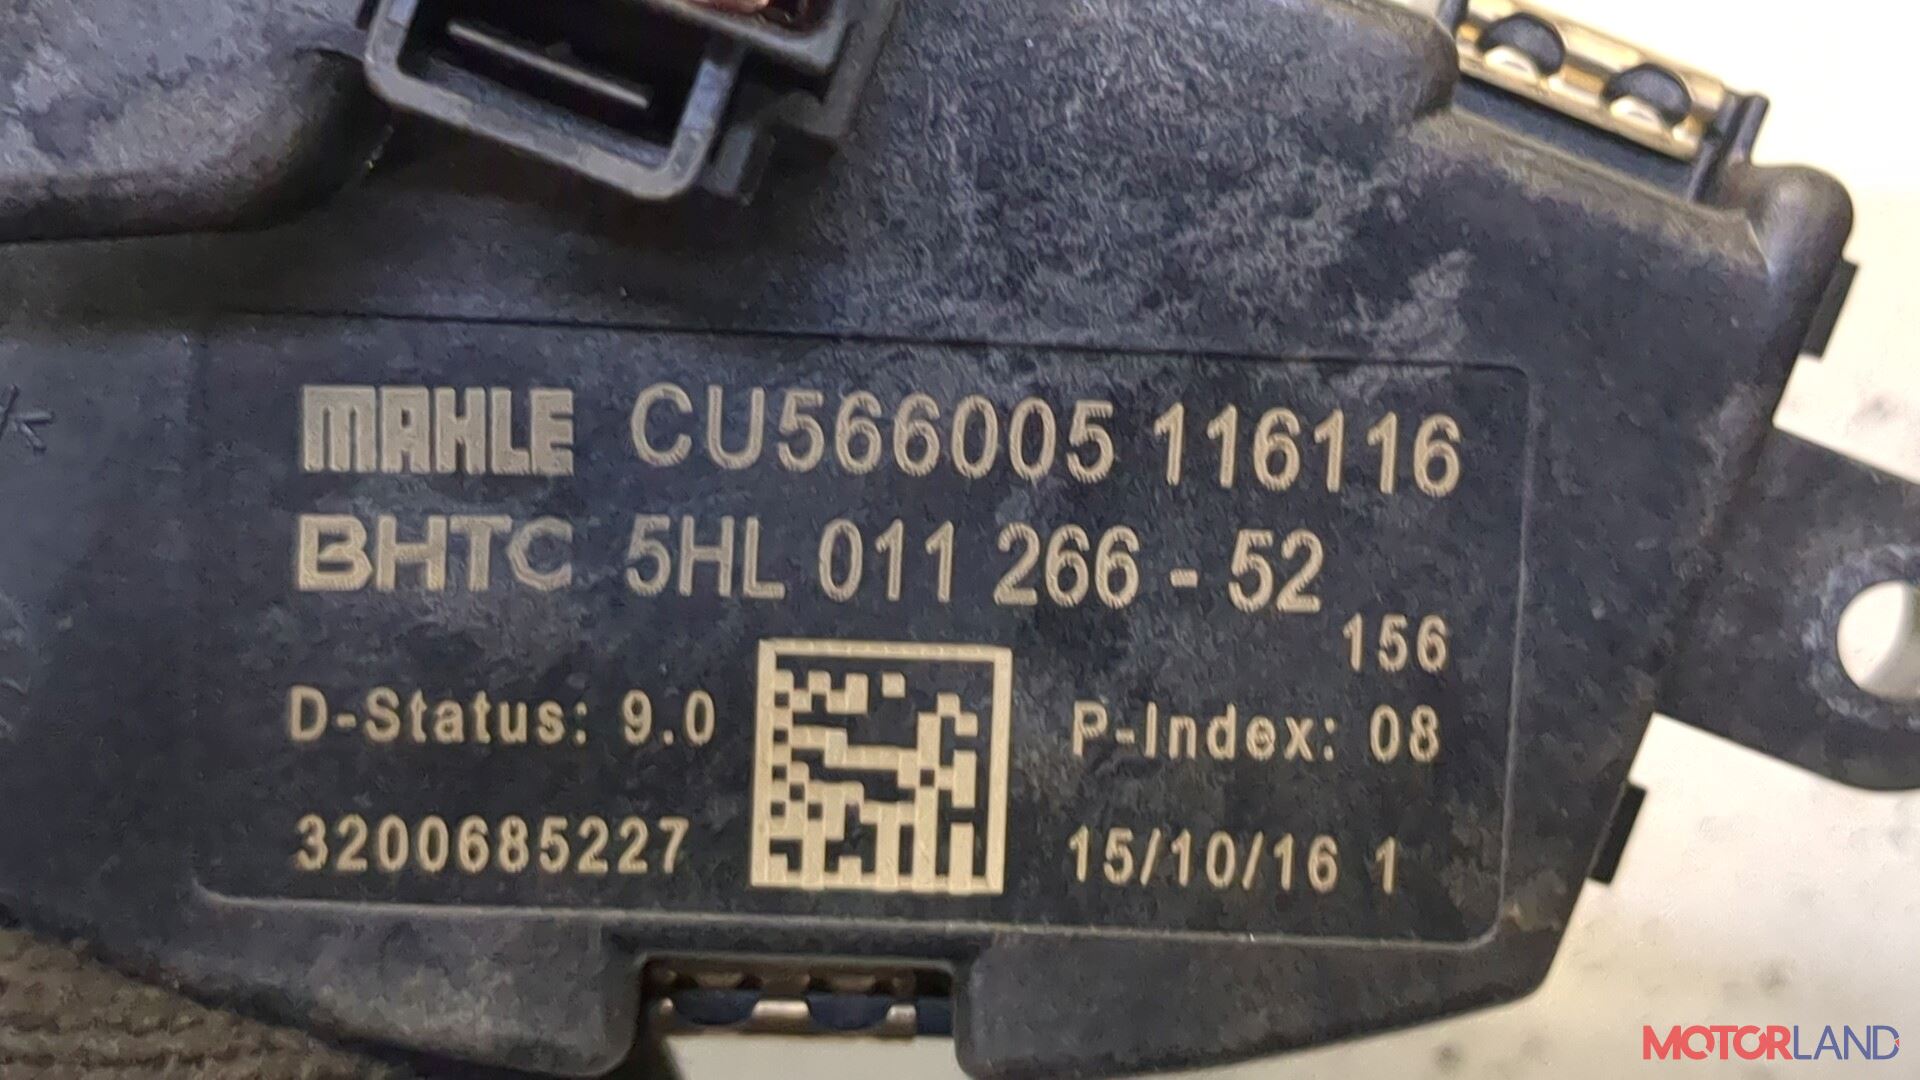 MAHLE CU566005 116116
BHTC 5HL 011 266 - 52
156
D-Status: 9.0
P-Index: 08
3200685227
15/10/16 1
MOTORLAND